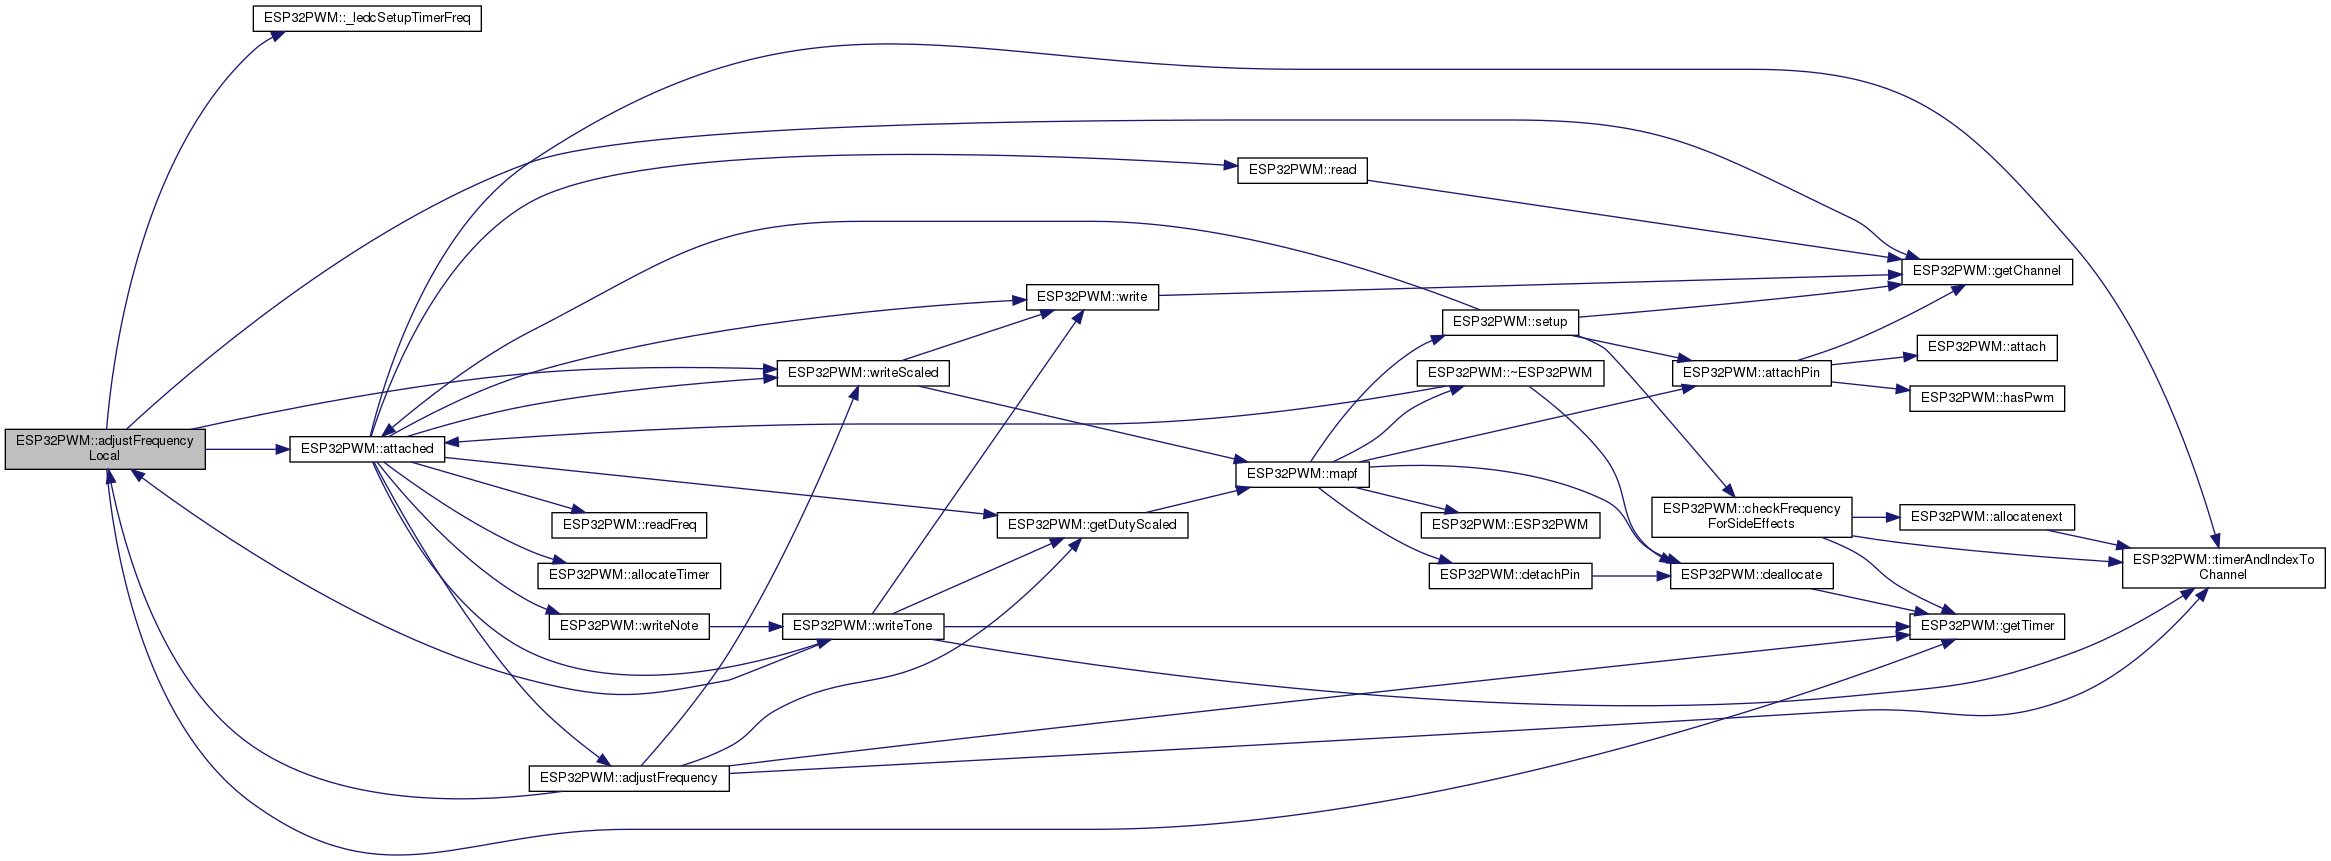 ESP32PWM::_ledcSetupTimerFreq
ESP32PWM::read
ESP32PWM::getChannel
ESP32PWM::write
ESP32PWM::setup
ESP32PWM::attach
ESP32PWM::writeScaled
ESP32PWM::~ESP32PWM
ESP32PWM::attachPin
ESP32PWM::hasPwm
ESP32PWM::adjustFrequency
Local
ESP32PWM::attached
ESP32PWM::mapf
ESP32PWM::readFreq
ESP32PWM::getDutyScaled
ESP32PWM::ESP32PWM
ESP32PWM::checkFrequency
ForSideEffects
ESP32PWM::allocatenext
ESP32PWM::timerAndIndexTo
Channel
ESP32PWM::allocateTimer
ESP32PWM::detachPin
ESP32PWM::deallocate
ESP32PWM::writeNote
ESP32PWM::writeTone
ESP32PWM::getTimer
ESP32PWM::adjustFrequency